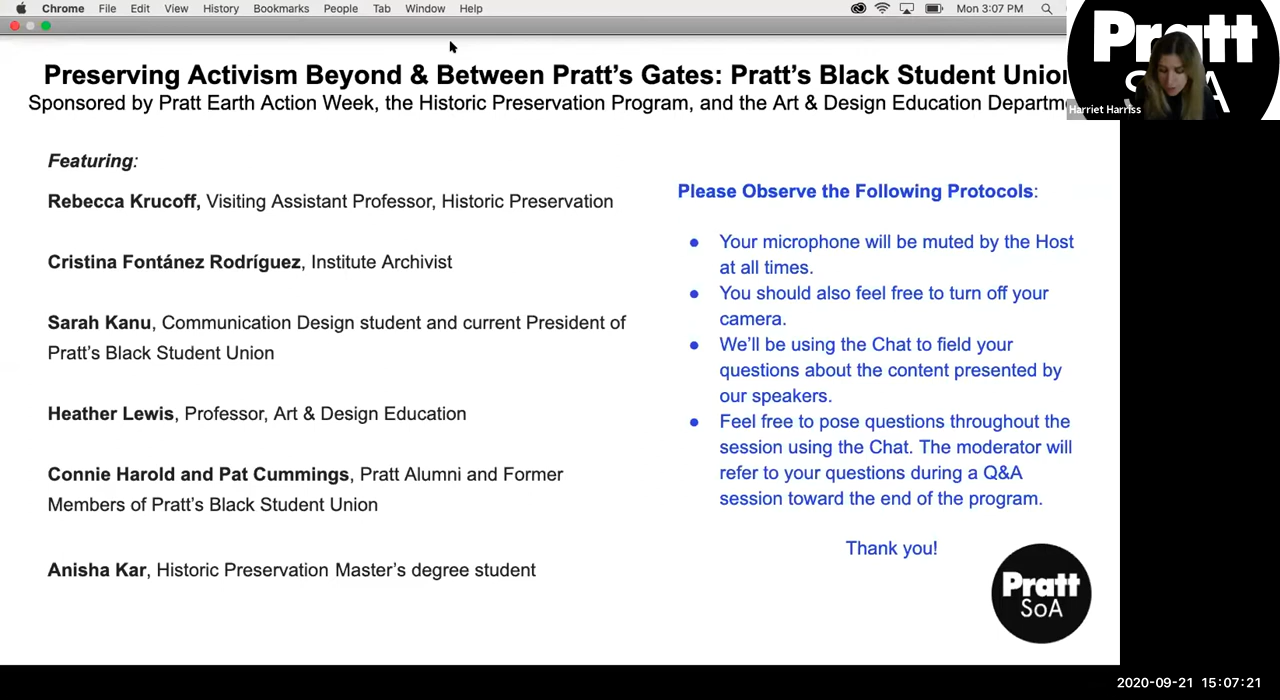 Chrome File Edit View History Bookmarks People Tab Window Help Mon 3:07 PM
Pratt
S A
Harriet Harriss
Preserving Activism Beyond & Between Pratt's Gates: Pratt's Black Student Union
Sponsored by Pratt Earth Action Week, the Historic Preservation Program, and the Art & Design Education Departme
Featuring:
Rebecca Krucoff, Visiting Assistant Professor, Historic Preservation
Cristina Fontánez Rodríguez, Institute Archivist
Sarah Kanu, Communication Design student and current President of
Pratt's Black Student Union
Heather Lewis, Professor, Art & Design Education
Connie Harold and Pat Cummings, Pratt Alumni and Former
Members of Pratt's Black Student Union
Anisha Kar, Historic Preservation Master's degree student
Please Observe the Following Protocols:
● Your microphone will be muted by the Host
at all times.
● You should also feel free to turn off your
camera.
● We'll be using the Chat to field your
questions about the content presented by
our speakers.
● Feel free to pose questions throughout the
session using the Chat. The moderator will
refer to your questions during a Q&A
session toward the end of the program.
Thank you!
Pratt
SoA
2020-09-21 15:07:21